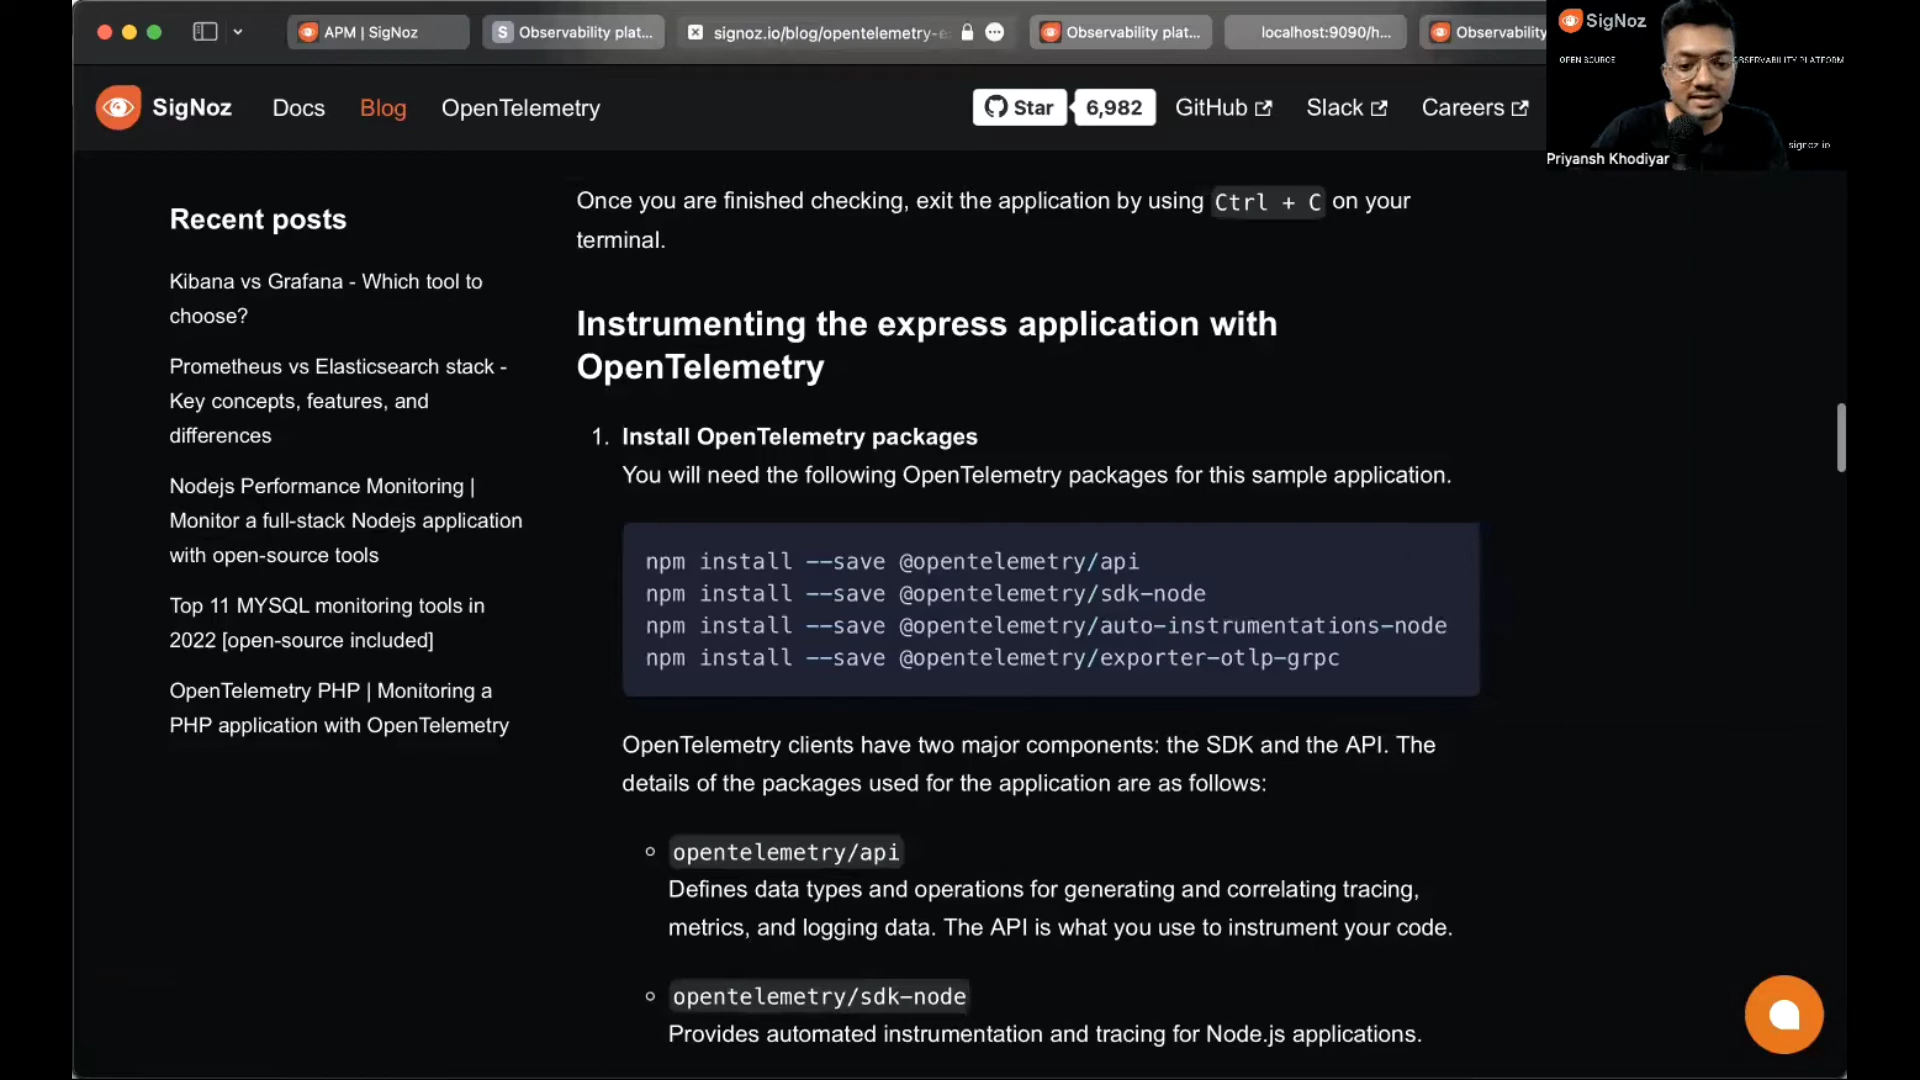 APM | SigNoz
S Observability plat...
signoz.io/blog/opentelemetry-e
Observability plat...
localhost:9090/h...
Observability
SigNoz
OPEN SOURCE
OBSERVABILITY PLATFORM
signoz.io
Priyansh Khodiyar
SigNoz
Docs
Blog
OpenTelemetry
Star
6,982
GitHub
Slack
Careers
Recent posts
Kibana vs Grafana - Which tool to
choose?
Prometheus vs Elasticsearch stack -
Key concepts, features, and
differences
Nodejs Performance Monitoring |
Monitor a full-stack Nodejs application
with open-source tools
Top 11 MYSQL monitoring tools in
2022 [open-source included]
OpenTelemetry PHP | Monitoring a
PHP application with OpenTelemetry
Once you are finished checking, exit the application by using Ctrl + C on your
terminal.
Instrumenting the express application with
OpenTelemetry
1. Install OpenTelemetry packages
You will need the following OpenTelemetry packages for this sample application.
npm install --save @opentelemetry/api
npm install --save @opentelemetry/sdk-node
npm install --save @opentelemetry/auto-instrumentations-node
npm install --save @opentelemetry/exporter-otlp-grpc
OpenTelemetry clients have two major components: the SDK and the API. The
details of the packages used for the application are as follows:
opentelemetry/api
Defines data types and operations for generating and correlating tracing,
metrics, and logging data. The API is what you use to instrument your code.
opentelemetry/sdk-node
Provides automated instrumentation and tracing for Node.js applications.